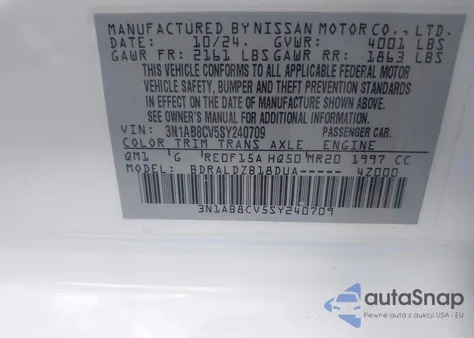 MANUFACTURED BY NISSAN MOTOR CO., LTD.
DATE: 10/24. GVWR: 4001 LBS
GAWR FR: 2161 LBS GAWR RR: 1863 LBS
THIS VEHICLE CONFORMS TO ALL APPLICABLE FEDERAL MOTOR
VEHICLE SAFETY, BUMPER AND THEFT PREVENTION STANDARDS
IN EFFECT ON THE DATE OF MANUFACTURE SHOWN ABOVE.
SEE OWNER'S MANUAL FOR ADDITIONAL INFORMATION.
VIN: 3N1AB8CV5SY240709 PASSENGER CAR.
COLOR TRIM TRANS AXLE ENGINE
QM1 G RE0F15A HQ50 MR20 1997 CC
MODEL: BDRALDZB18DUA----- 4Z000
3N1AB8CV5SY240709
autoSnap
Pewne auta z aukcji USA i EU